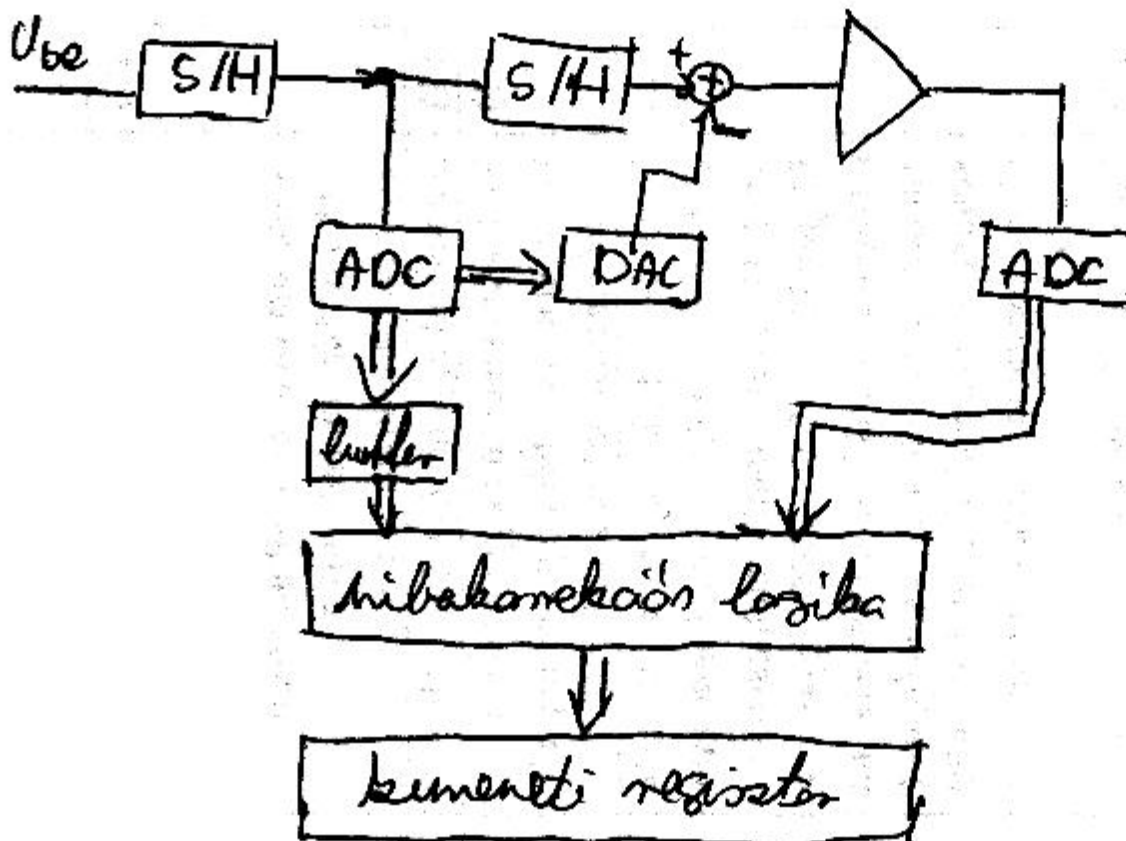 Ube
S/H
S/H
+
+
-
ADC
DAC
ADC
buffer
hibakorrekciós logika
kimeneti regiszter